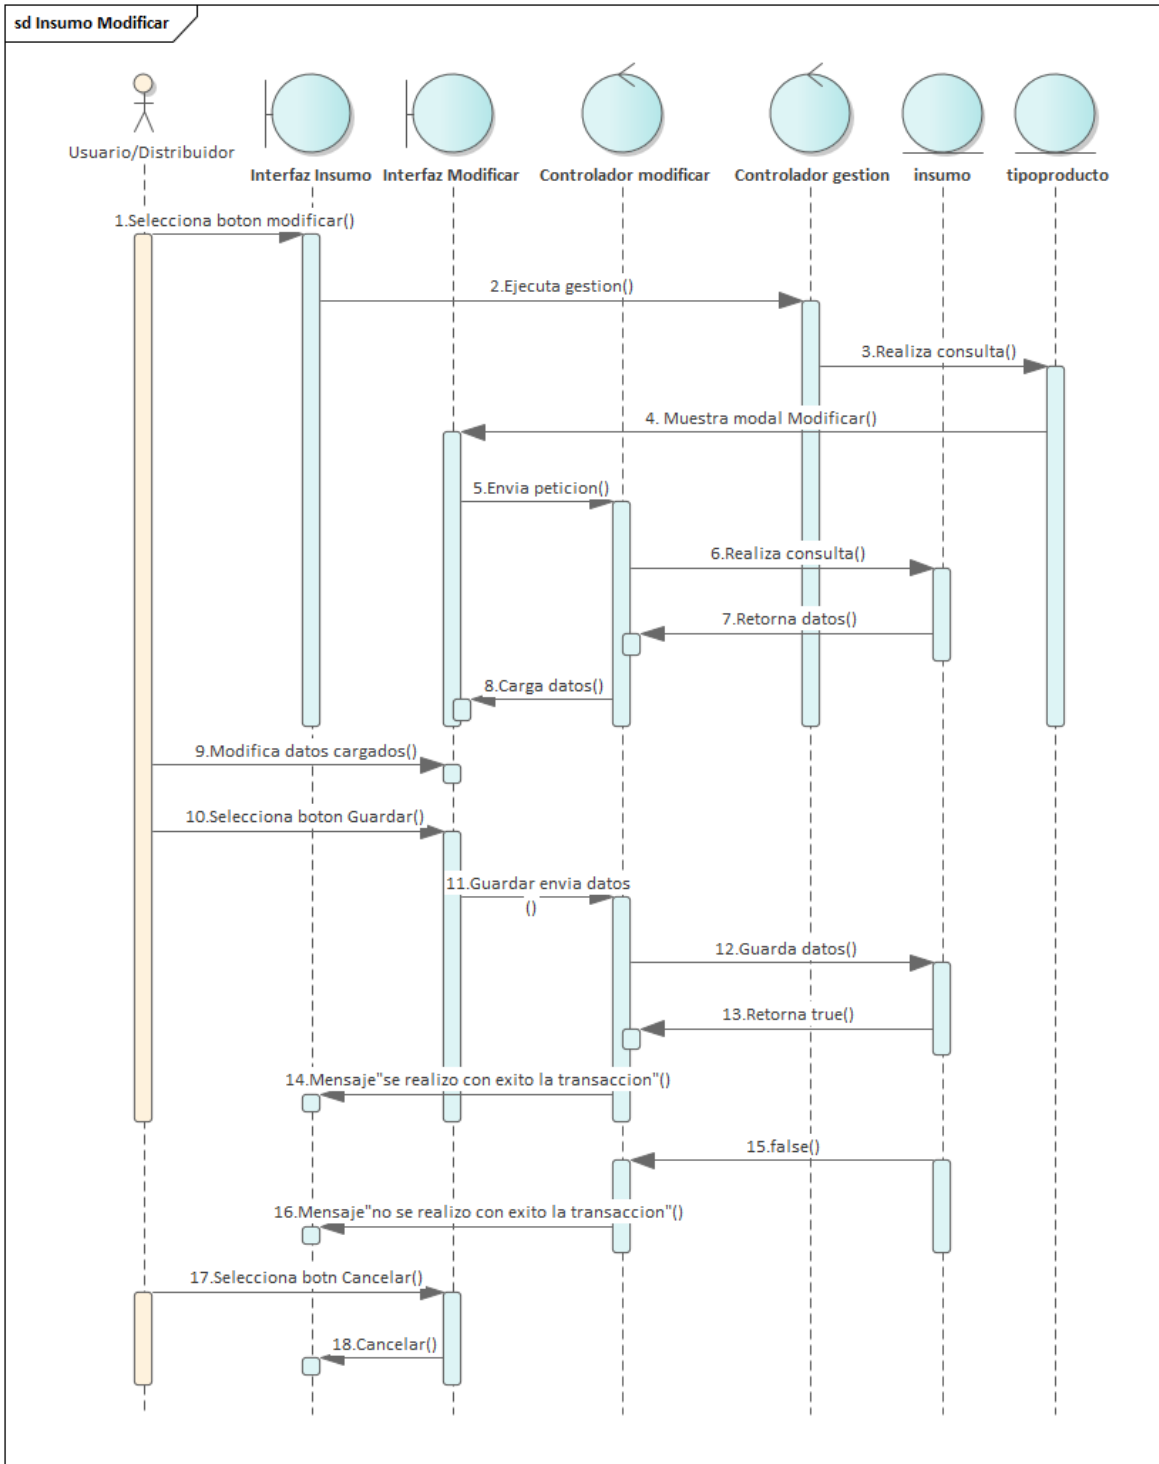 sd Insumo Modificar
Usuario/Distribuidor
Interfaz Insumo
Interfaz Modificar
Controlador modificar
Controlador gestion
insumo
tipoproducto
1.Selecciona boton modificar()
2.Ejecuta gestion()
3.Realiza consulta()
4. Muestra modal Modificar()
5.Envia peticion()
6.Realiza consulta()
7.Retorna datos()
8.Carga datos()
9.Modifica datos cargados()
10.Selecciona boton Guardar()
11.Guardar envia datos
()
12.Guarda datos()
13.Retorna true()
14.Mensaje"se realizo con exito la transaccion"()
15.false()
16.Mensaje"no se realizo con exito la transaccion"()
17.Selecciona botn Cancelar()
18.Cancelar()